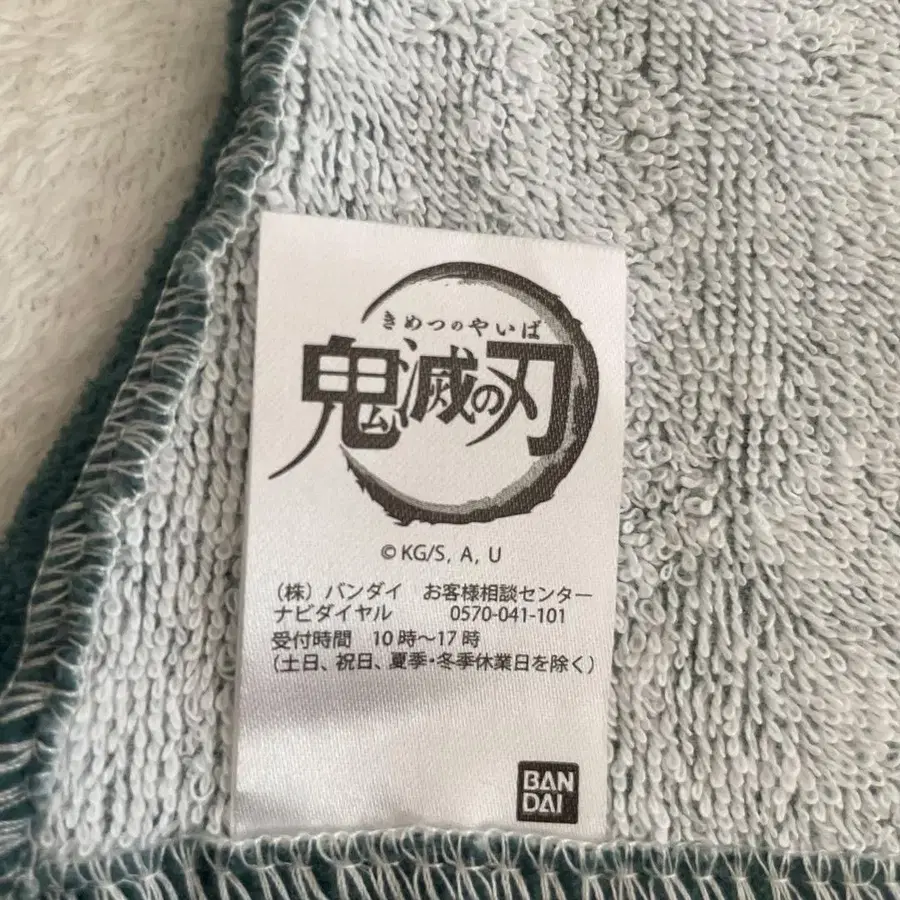 きめつのやいば
鬼滅の刃
©KG/S, A, U
（株）バンダイ　お客様相談センター
ナビダイヤル　0570-041-101
受付時間　10時～17時
（土日、祝日、夏季・冬季休業日を除く）
BAN
DAI